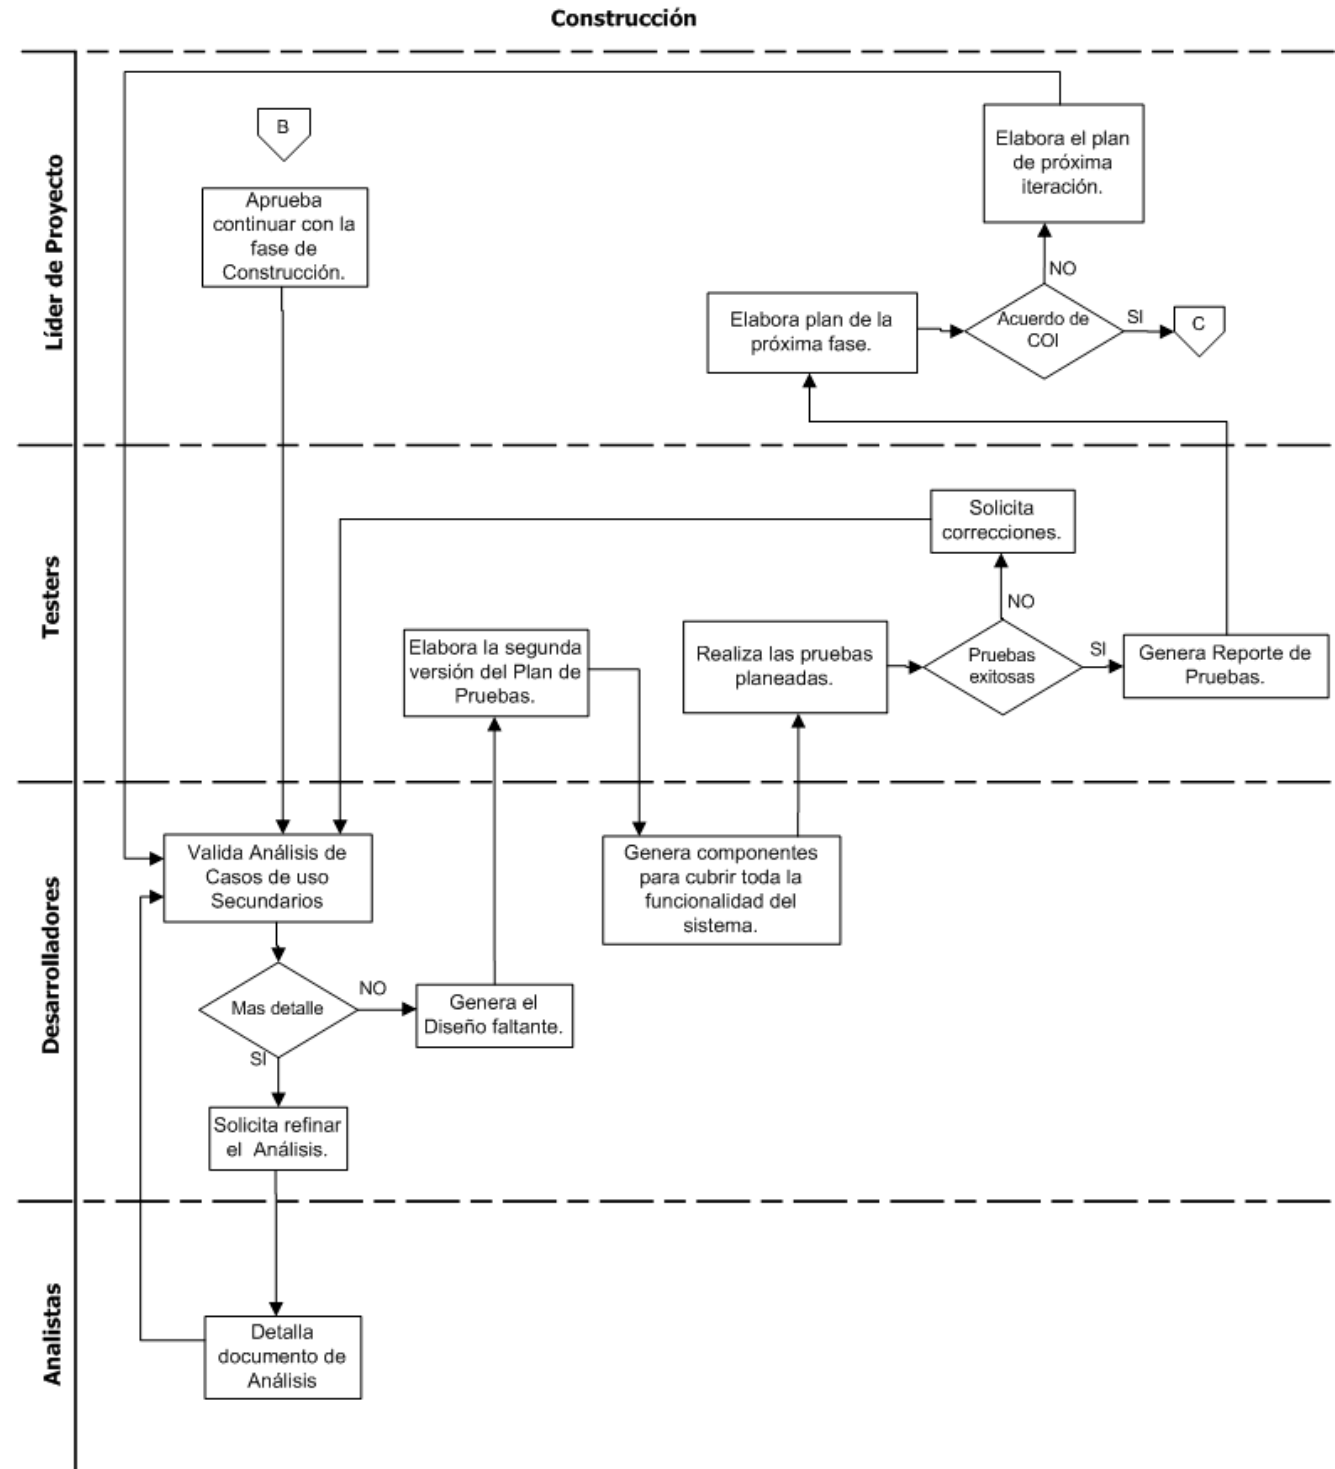 Construcción
Líder de Proyecto
B
Aprueba
continuar con la
fase de
Construcción.
Elabora el plan
de próxima
iteración.
NO
Elabora plan de la
próxima fase.
Acuerdo de
COI
SI
C
Testers
Solicita
correcciones.
NO
Elabora la segunda
versión del Plan de
Pruebas.
Realiza las pruebas
planeadas.
Pruebas
exitosas
SI
Genera Reporte de
Pruebas.
Desarrolladores
Valida Análisis de
Casos de uso
Secundarios
Genera componentes
para cubrir toda la
funcionalidad del
sistema.
Mas detalle
NO
Genera el
Diseño faltante.
SI
Solicita refinar
el Análisis.
Analistas
Detalla
documento de
Análisis